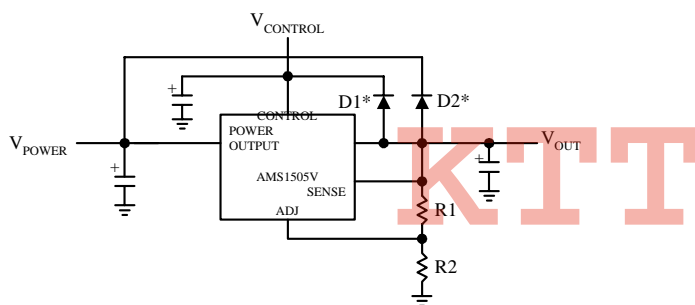 VCONTROL
+
D1*
D2*
CONTROL
VPOWER
POWER
OUTPUT
VOUT
+
+
AMS1505V
SENSE
ADJ
R1
R2
KTT